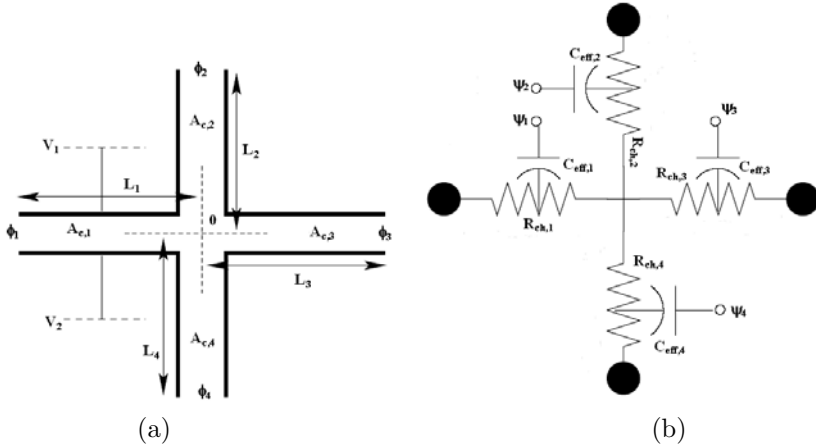 ϕ2
Ac,2
V1
L1
L2
0
ϕ1
Ac,1
Ac,3
ϕ3
L3
V2
L4
Ac,4
ϕ4
(a)
Ceff,2
Ψ2
Ψ1
Ψ3
Rch,2
Ceff,1
Rch,3
Ceff,3
Rch,1
Rch,4
Ψ4
Ceff,4
(b)